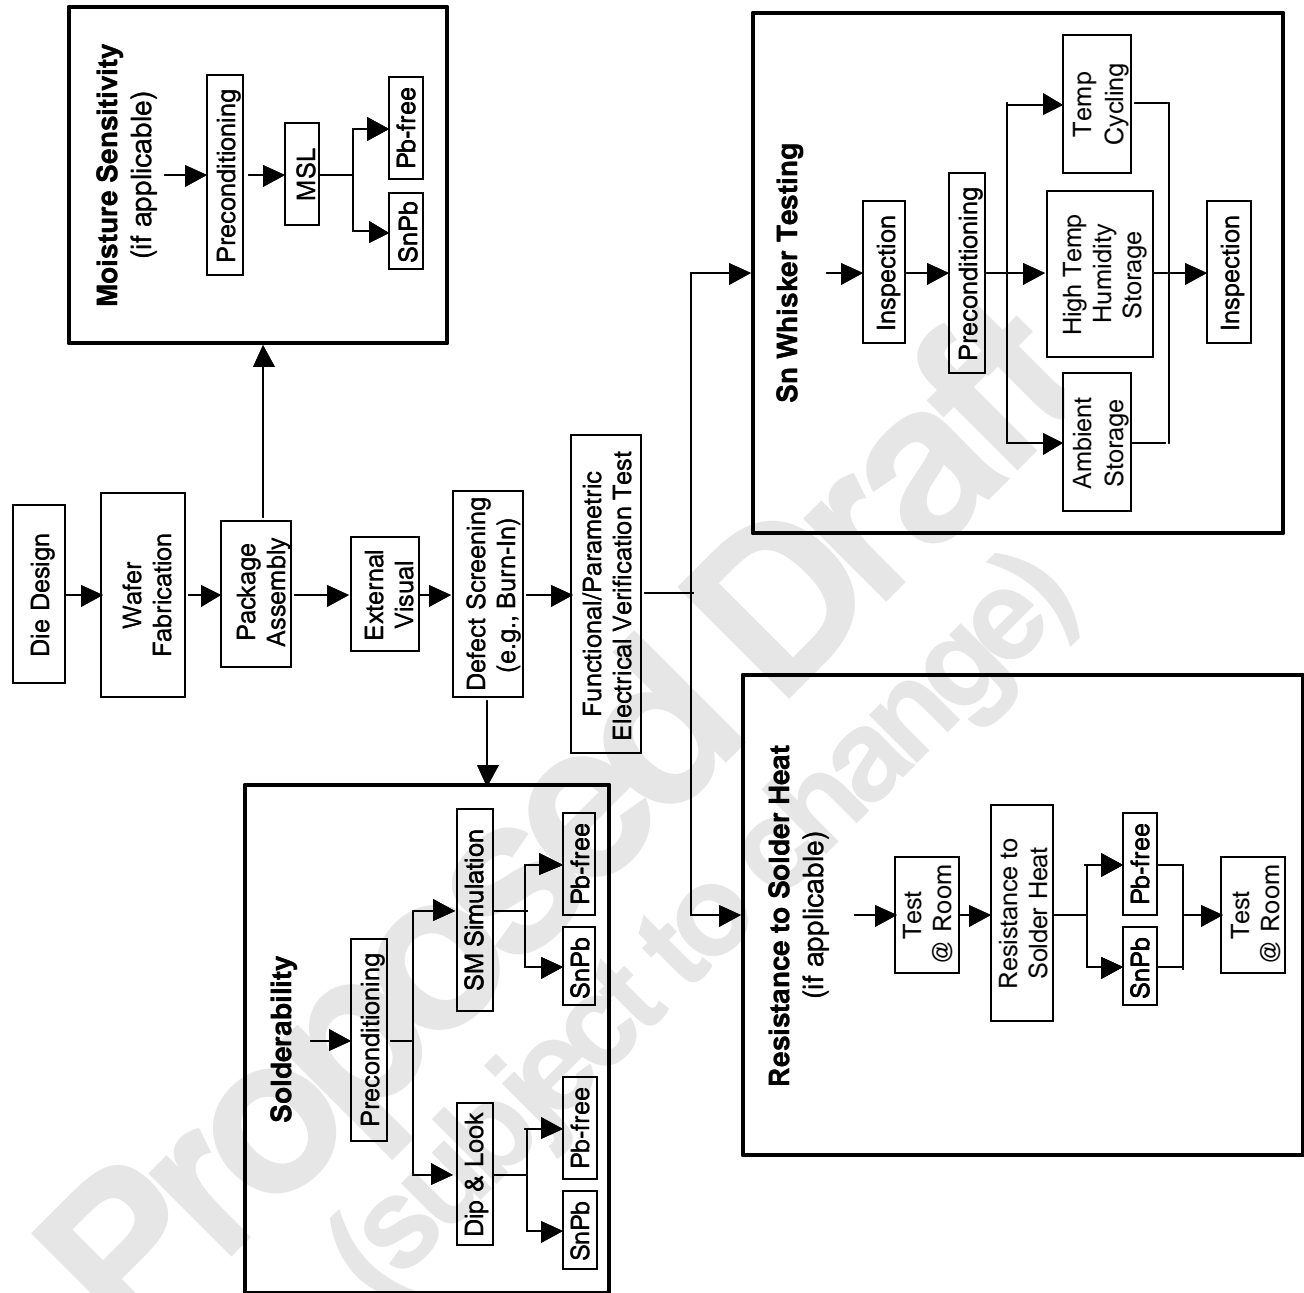 Die Design
Wafer
Fabrication
Package
Assembly
External
Visual
Defect Screening
(e.g., Burn-In)
Functional/Parametric
Electrical Verification Test
Moisture Sensitivity
(if applicable)
Preconditioning
MSL
SnPb
Pb-free
Solderability
Preconditioning
Dip & Look
SM Simulation
SnPb
Pb-free
SnPb
Pb-free
Resistance to Solder Heat
(if applicable)
Test
@ Room
Resistance to
Solder Heat
SnPb
Pb-free
Test
@ Room
Sn Whisker Testing
Inspection
Preconditioning
Ambient
Storage
High Temp
Humidity
Storage
Temp
Cycling
Inspection
Proposed Draft
(subject to change)